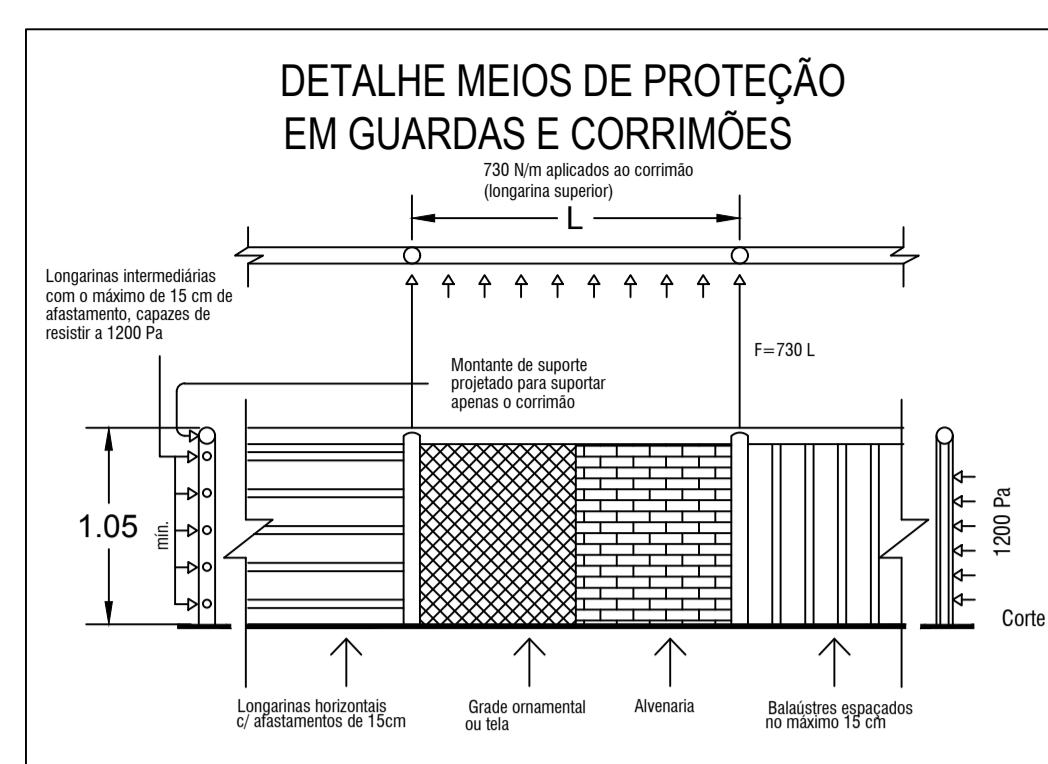 DETALHE MEIOS DE PROTEÇÃO
EM GUARDAS E CORRIMÕES
730 N/m aplicados ao corrimão
(longarina superior)
L
Longarinas intermediárias
com o máximo de 15 cm de
afastamento, capazes de
resistir a 1200 Pa
F=730 L
Montante de suporte
projetado para suportar
apenas o corrimão
1.05
mín.
1200 Pa
Corte
Longarinas horizontais
c/ afastamentos de 15cm
Grade ornamental
ou tela
Alvenaria
Balaústres espaçados
no máximo 15 cm